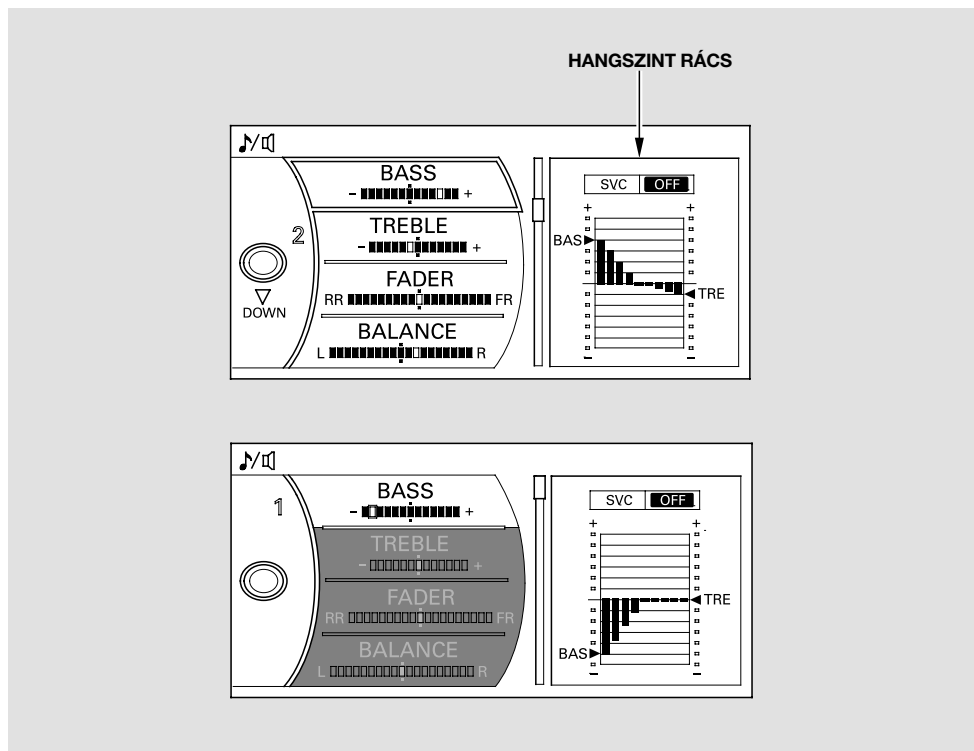 HANGSZINT RÁCS
BASS
- +
2
TREBLE
- +
DOWN
FADER
RR FR
BALANCE
L R
SVC OFF
+ +
BAS
TRE
- -
1
BASS
- +
TREBLE
- +
FADER
RR FR
BALANCE
L R
SVC OFF
+ +
TRE
BAS
- -